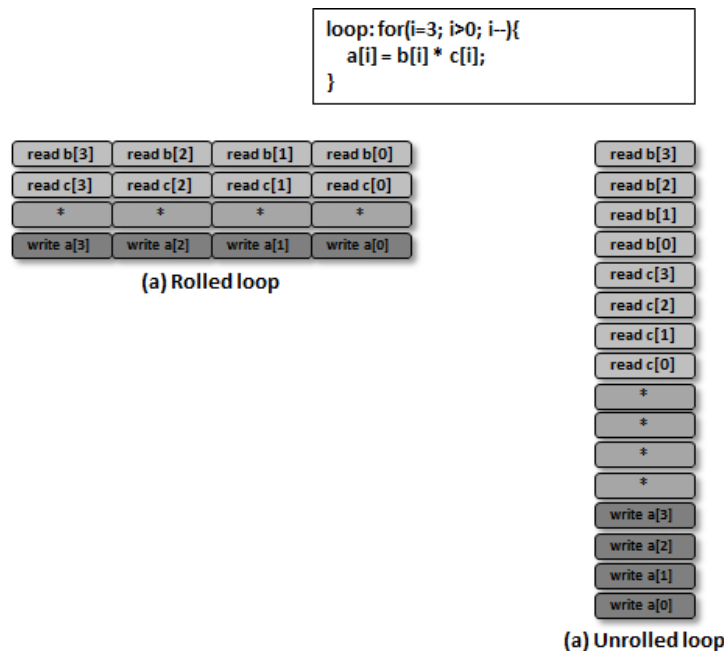 loop: for(i=3; i>0; i--){
a[i] = b[i] * c[i];
}
read b[3] read b[2] read b[1] read b[0]
read c[3] read c[2] read c[1] read c[0]
* * * *
write a[3] write a[2] write a[1] write a[0]
(a) Rolled loop
read b[3]
read b[2]
read b[1]
read b[0]
read c[3]
read c[2]
read c[1]
read c[0]
*
*
*
*
write a[3]
write a[2]
write a[1]
write a[0]
(a) Unrolled loop